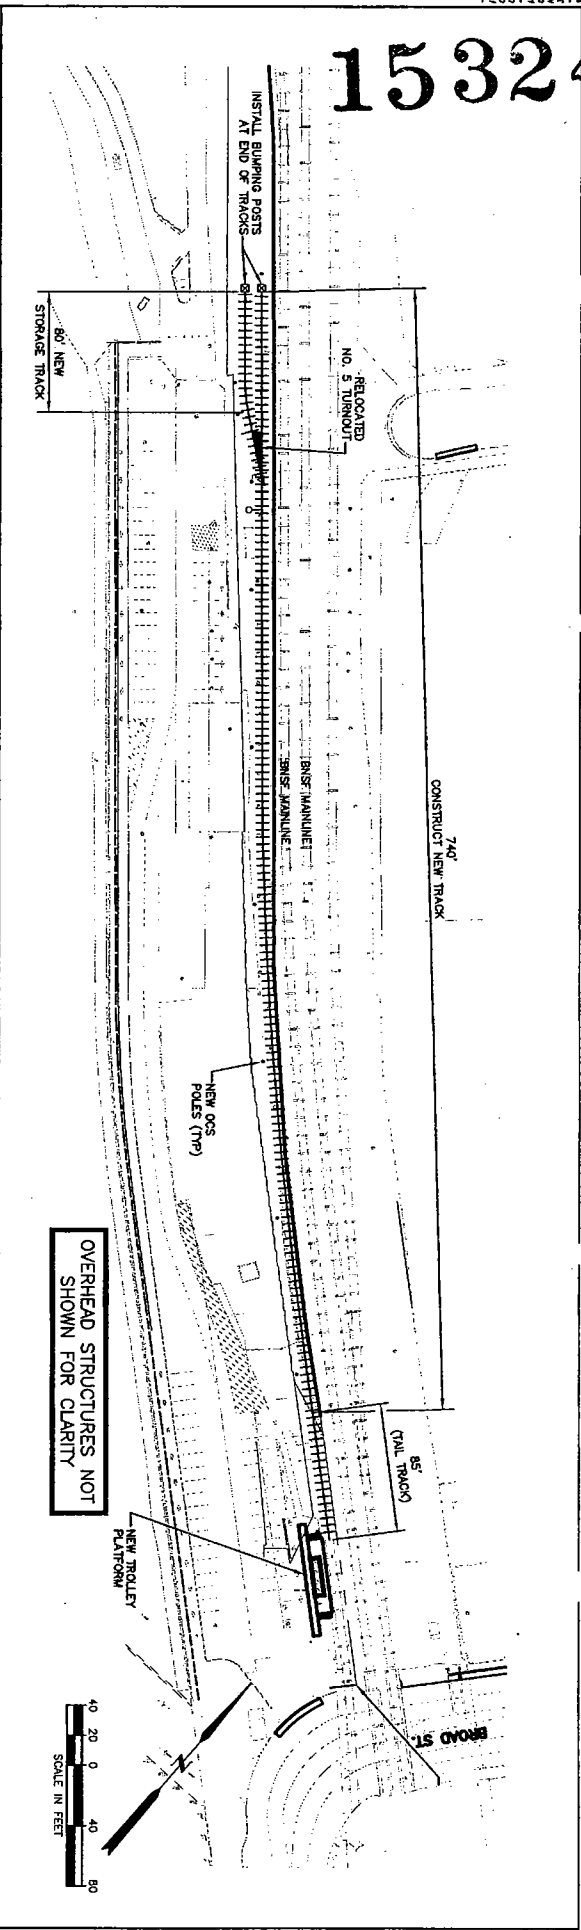 15324
INSTALL BUMPING POSTS
AT END OF TRACKS
80' NEW
STORAGE TRACK
RELOCATED
NO. 5 TURNOUT
BNSF MAINLINE
BNSF MAINLINE
740'
CONSTRUCT NEW TRACK
NEW OCS
POLES (TYP)
OVERHEAD STRUCTURES NOT
SHOWN FOR CLARITY
85'
(TAIL TRACK)
NEW TROLLEY
PLATFORM
BROAD ST.
N
40 20 0 40 80
SCALE IN FEET